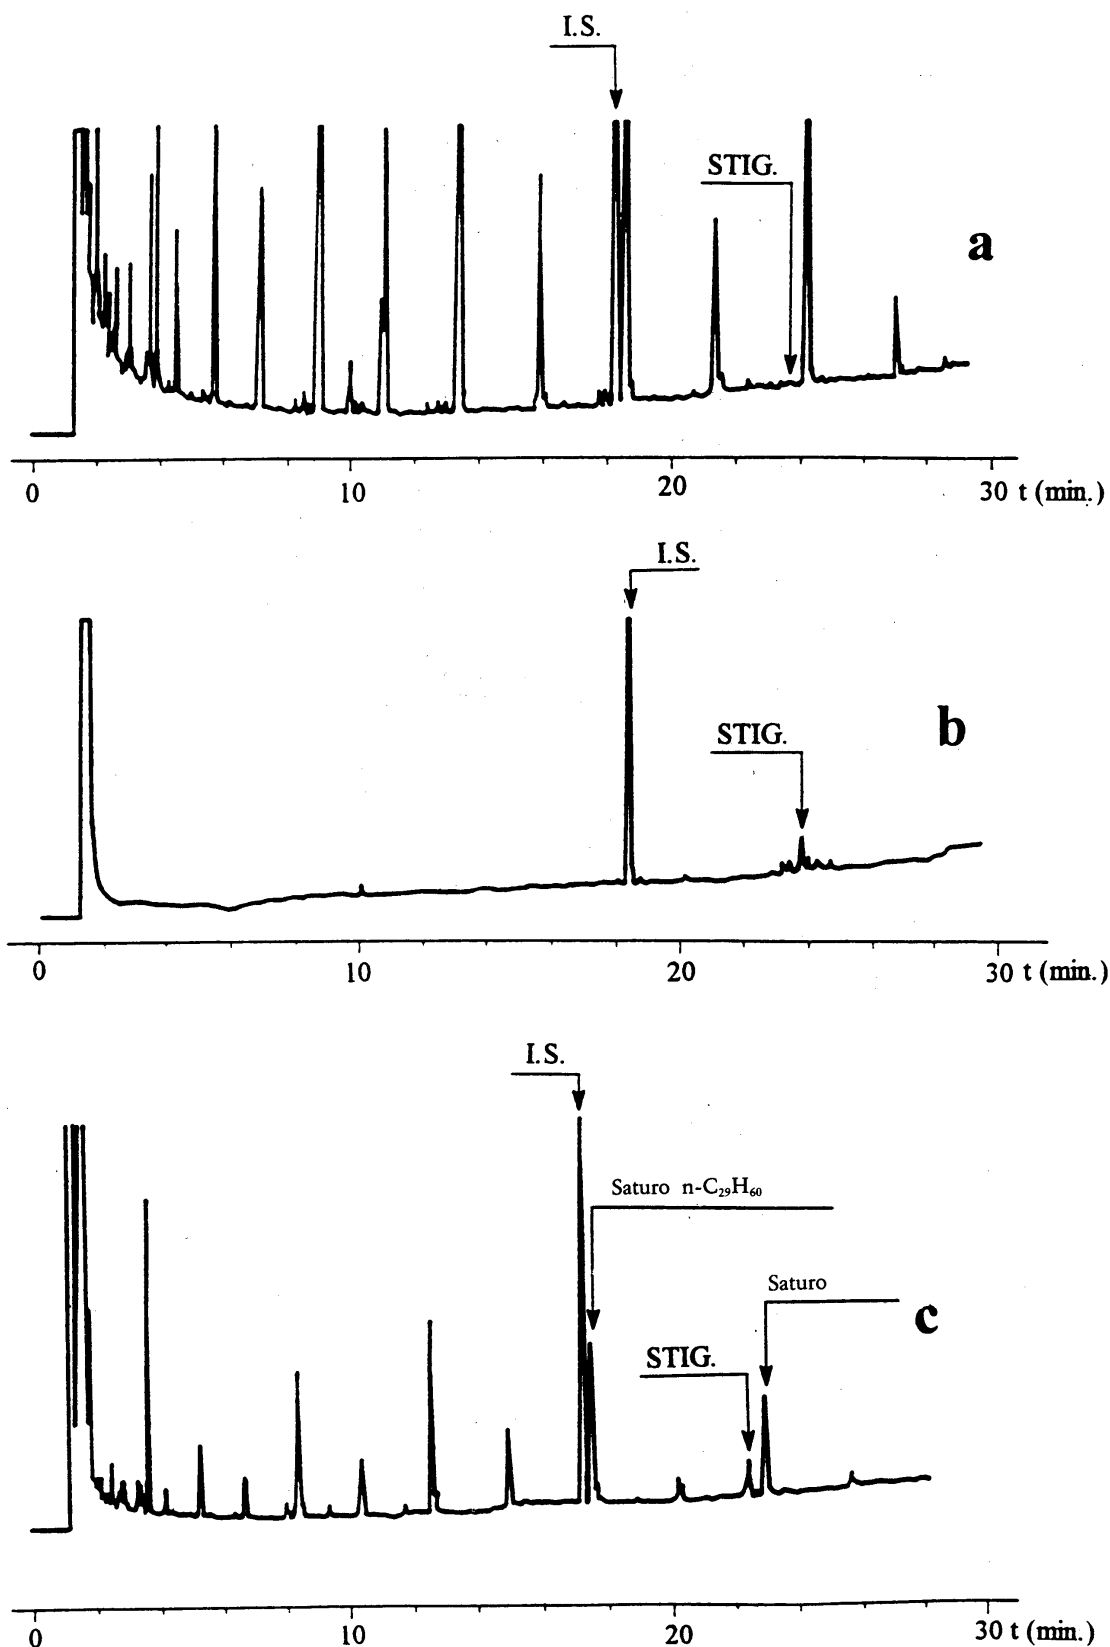 I.S.
STIG.
a
0 10 20 30 t (min.)
I.S.
STIG.
b
0 10 20 30 t (min.)
I.S.
Saturo n-C₂₉H₆₀
Saturo
STIG.
c
0 10 20 30 t (min.)